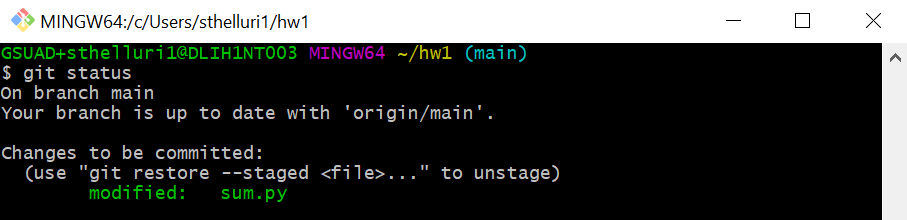 MINGW64:/c/Users/sthelluri1/hw1
GSUAD+sthelluri1@DLIH1NT003 MINGW64 ~/hw1 (main)
$ git status
On branch main
Your branch is up to date with 'origin/main'.

Changes to be committed:
  (use "git restore --staged <file>..." to unstage)
        modified:   sum.py